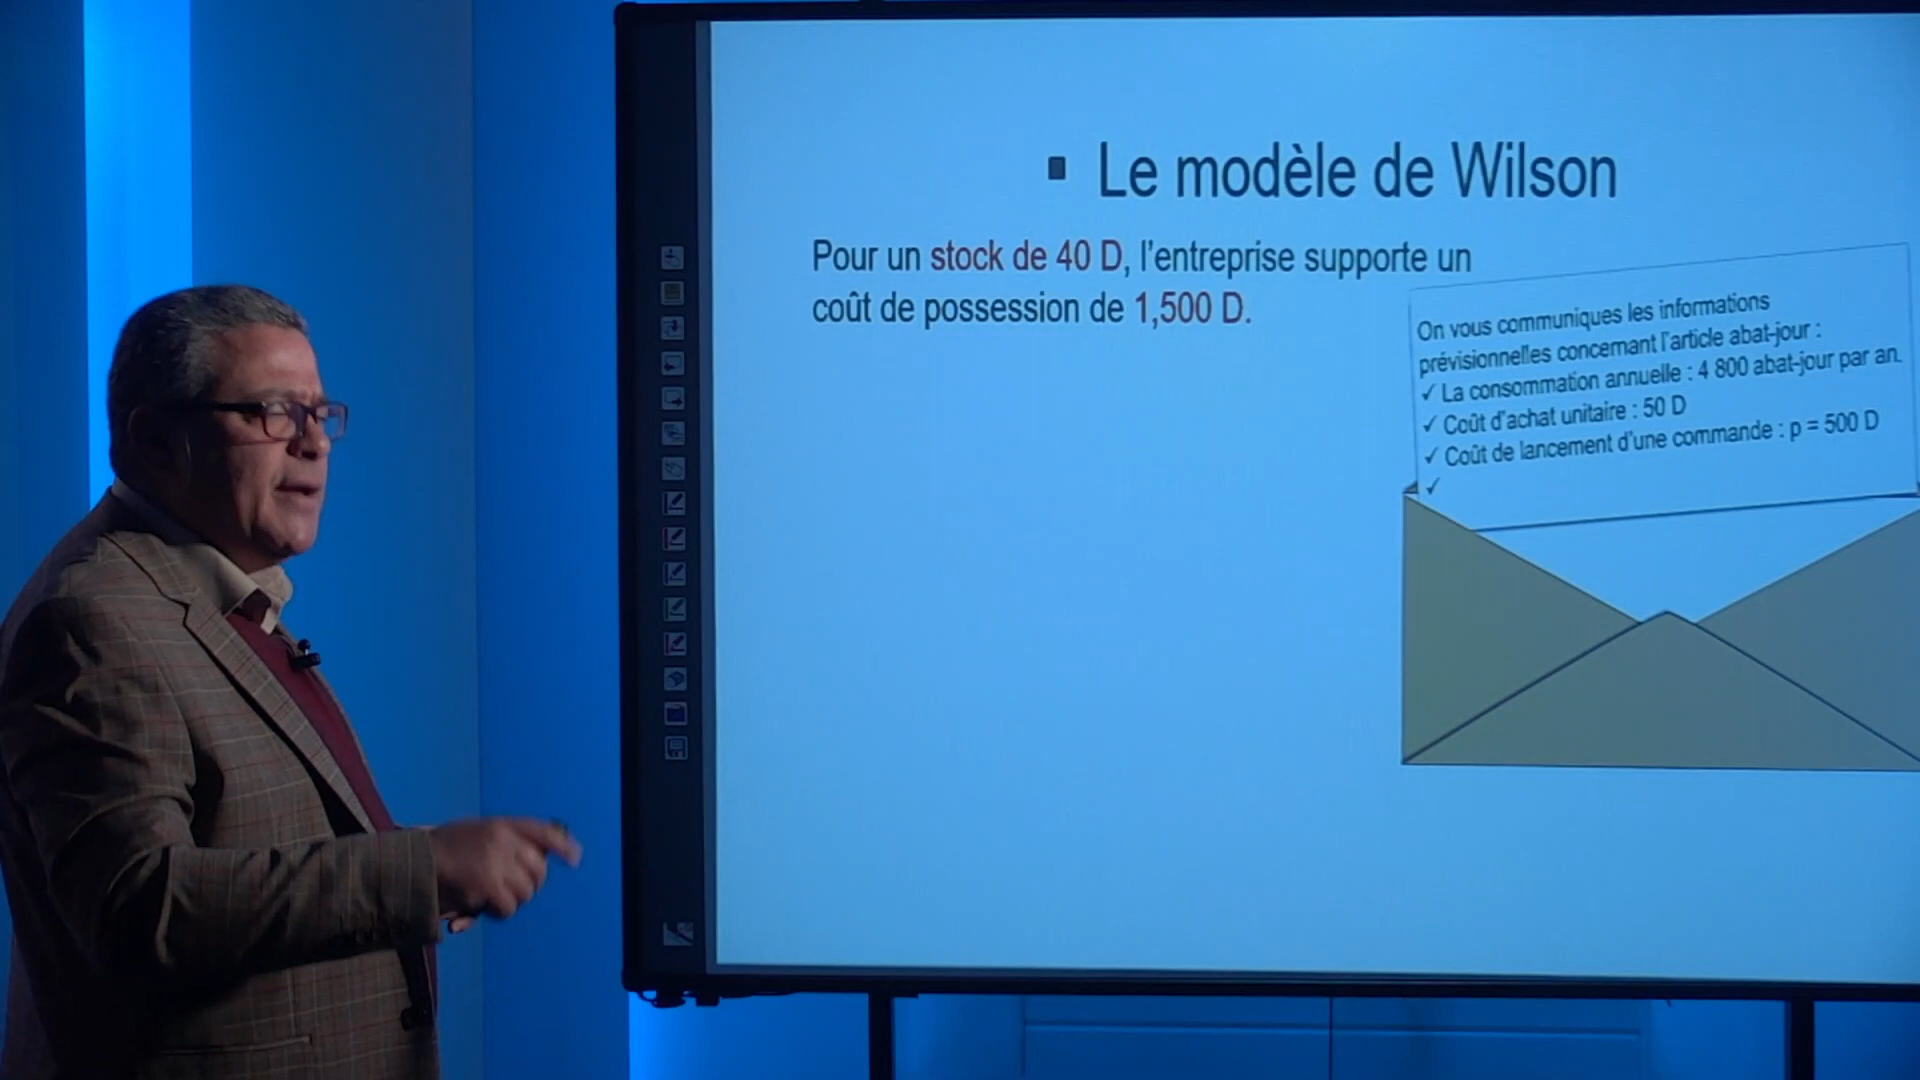 ▪ Le modèle de Wilson
Pour un stock de 40 D, l'entreprise supporte un
coût de possession de 1,500 D.
On vous communiques les informations
prévisionnelles concernant l'article abat-jour :
✓ La consommation annuelle : 4 800 abat-jour par an.
✓ Coût d'achat unitaire : 50 D
✓ Coût de lancement d'une commande : p = 500 D
✓